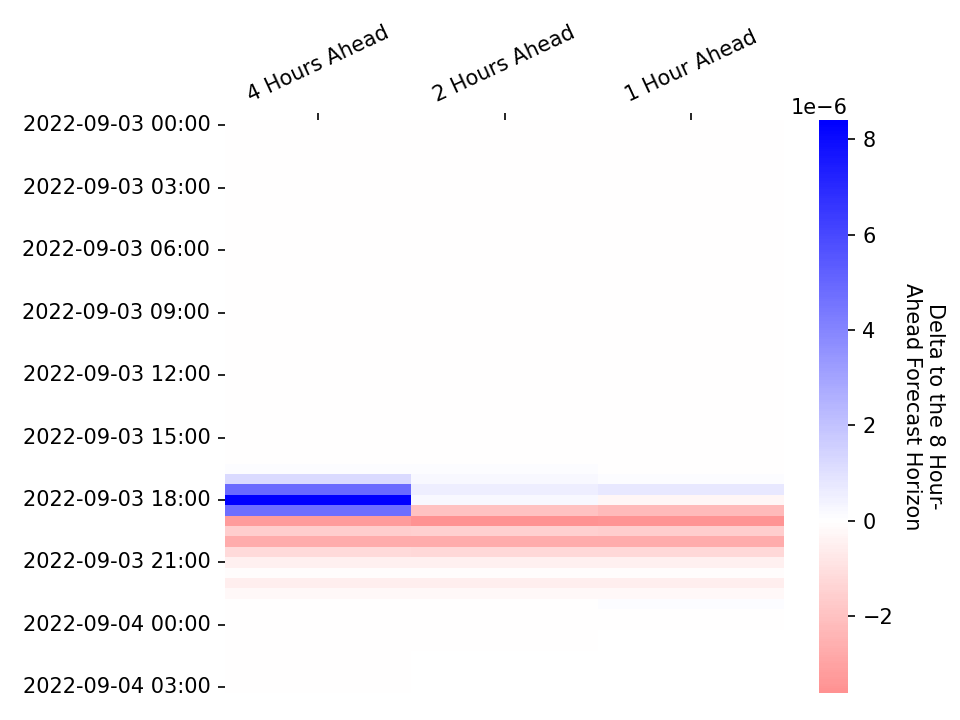 4 Hours Ahead
2 Hours Ahead
1 Hour Ahead
1e−6
2022-09-03 00:00
2022-09-03 03:00
2022-09-03 06:00
2022-09-03 09:00
2022-09-03 12:00
2022-09-03 15:00
2022-09-03 18:00
2022-09-03 21:00
2022-09-04 00:00
2022-09-04 03:00
8
6
4
2
0
−2
Delta to the 8 Hour-
Ahead Forecast Horizon